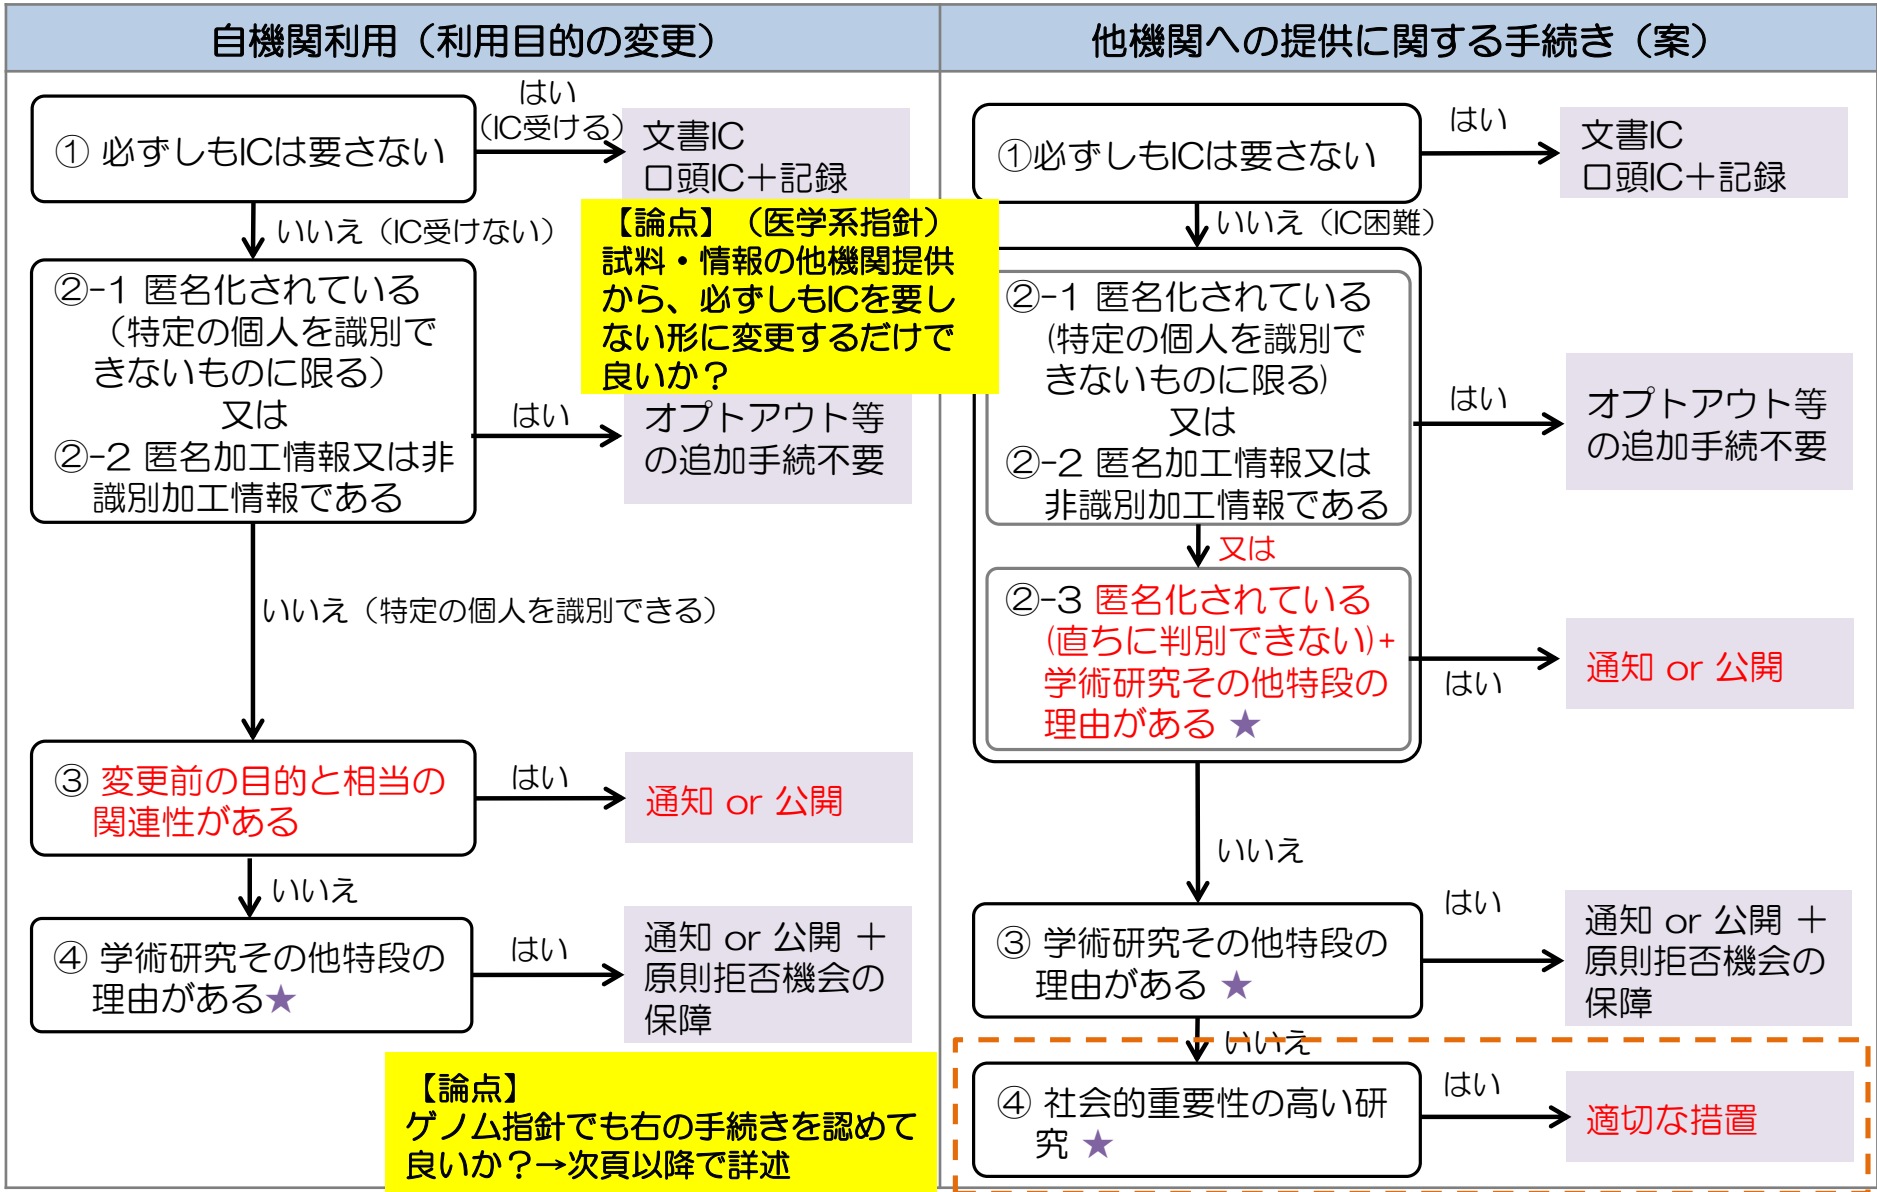 自機関利用（利用目的の変更）
① 必ずしもICは要さない
はい
（IC受ける）
文書IC
口頭IC＋記録
いいえ（IC受けない）
【論点】（医学系指針）
試料・情報の他機関提供
から、必ずしもICを要し
ない形に変更するだけで
良いか？
②-1 匿名化されている
（特定の個人を識別で
きないものに限る）
又は
②-2 匿名加工情報又は非
識別加工情報である
はい
オプトアウト等
の追加手続不要
いいえ（特定の個人を識別できる）
③ 変更前の目的と相当の
関連性がある
はい
通知 or 公開
いいえ
④ 学術研究その他特段の
理由がある★
はい
通知 or 公開 ＋
原則拒否機会の
保障
【論点】
ゲノム指針でも右の手続きを認めて
良いか？→次頁以降で詳述
他機関への提供に関する手続き（案）
①必ずしもICは要さない
はい
文書IC
口頭IC＋記録
いいえ（IC困難）
②-1 匿名化されている
(特定の個人を識別で
きないものに限る)
又は
②-2 匿名加工情報又は
非識別加工情報である
はい
オプトアウト等
の追加手続不要
又は
②-3 匿名化されている
(直ちに判別できない)+
学術研究その他特段の
理由がある ★
はい
通知 or 公開
いいえ
③ 学術研究その他特段の
理由がある ★
はい
通知 or 公開 ＋
原則拒否機会の
保障
いいえ
④ 社会的重要性の高い研
究 ★
はい
適切な措置